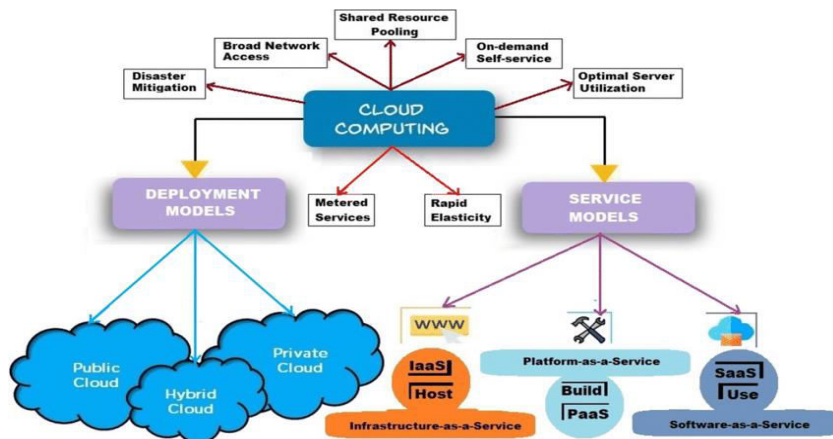 Shared Resource
Pooling
Broad Network
Access
On-demand
Self-service
Disaster
Mitigation
Optimal Server
Utilization
CLOUD
COMPUTING
DEPLOYMENT
MODELS
Metered
Services
Rapid
Elasticity
SERVICE
MODELS
Public
Cloud
Hybrid
Cloud
Private
Cloud
WWW
IaaS
Host
Infrastructure-as-a-Service
Platform-as-a-Service
Build
PaaS
SaaS
Use
Software-as-a-Service